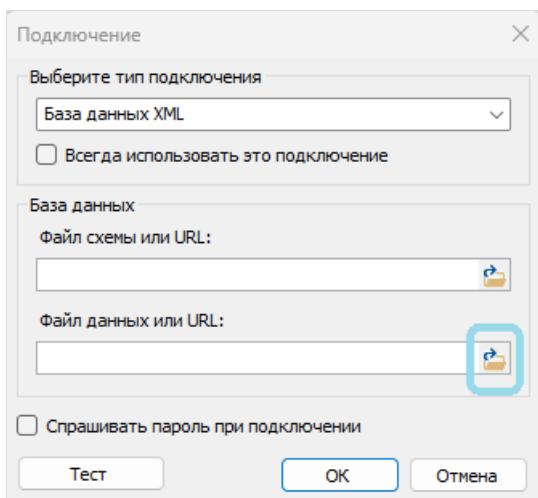 Подключение
Выберите тип подключения
База данных XML
Всегда использовать это подключение
База данных
Файл схемы или URL:
Файл данных или URL:
Спрашивать пароль при подключении
Тест
ОК
Отмена